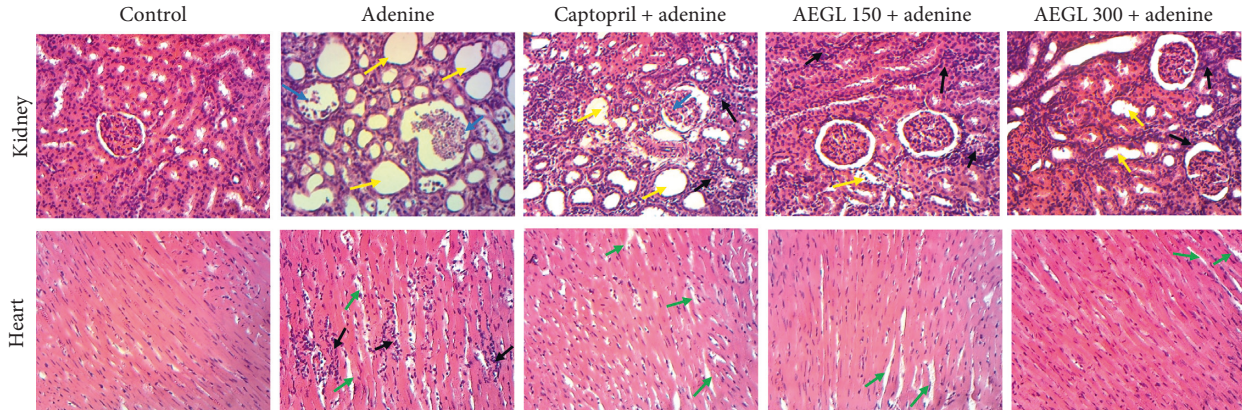 Control
Adenine
Captopril + adenine
AEGL 150 + adenine
AEGL 300 + adenine
Kidney
Heart